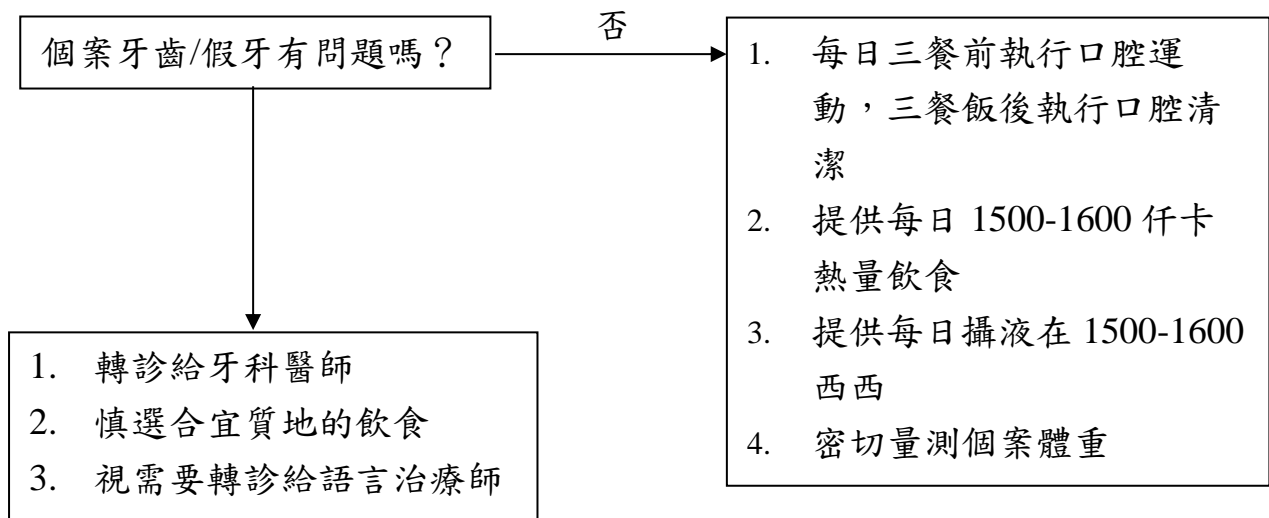 個案牙齒/假牙有問題嗎？
否
1. 每日三餐前執行口腔運
動，三餐飯後執行口腔清
潔
2. 提供每日 1500-1600 仟卡
熱量飲食
3. 提供每日攝液在 1500-1600
西西
4. 密切量測個案體重
1. 轉診給牙科醫師
2. 慎選合宜質地的飲食
3. 視需要轉診給語言治療師